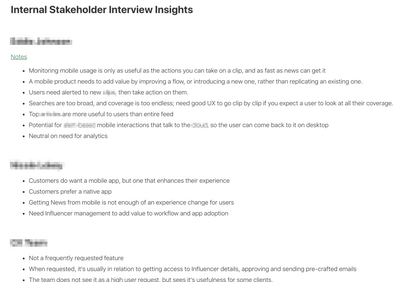 Internal Stakeholder Interview Insights
Notes
Monitoring mobile usage is only as useful as the actions you can take on a clip, and as fast as news can get it
A mobile product needs to add value by improving a flow, or introducing a new one, rather than replicating an existing one.
Users need alerted to new clips, then take action on them.
Searches are too broad, and coverage is too endless; need good UX to go clip by clip if you expect a user to look at all their coverage.
Top articles are more useful to users than entire feed
Potential for mobile interactions that talk to the cloud, so the user can come back to it on desktop
Neutral on need for analytics
Customers do want a mobile app, but one that enhances their experience
Customers prefer a native app
Getting News from mobile is not enough of an experience change for users
Need Influencer management to add value to workflow and app adoption
Not a frequently requested feature
When requested, it's usually in relation to getting access to Influencer details, approving and sending pre-crafted emails
The team does not see it as a high user request, but sees it's usefulness for some clients.